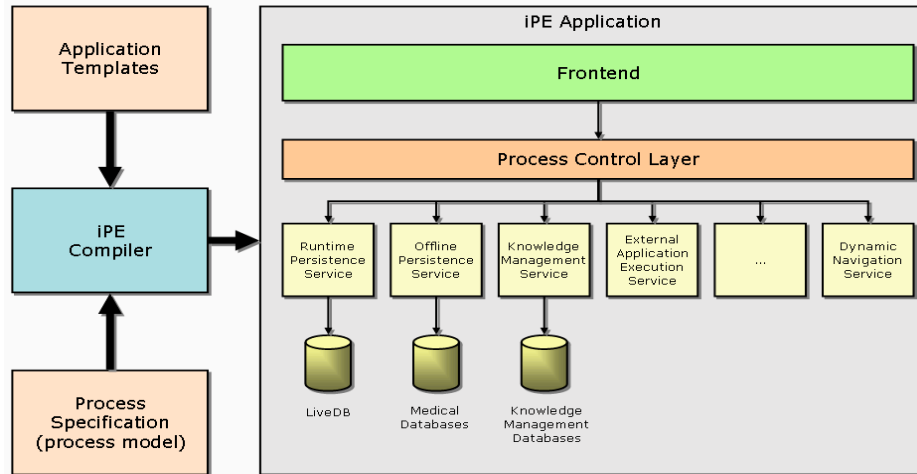 Application
Templates
iPE
Compiler
Process
Specification
(process model)
iPE Application
Frontend
Process Control Layer
Runtime
Persistence
Service
Offline
Persistence
Service
Knowledge
Management
Service
External
Application
Execution
Service
...
Dynamic
Navigation
Service
LiveDB
Medical
Databases
Knowledge
Management
Databases